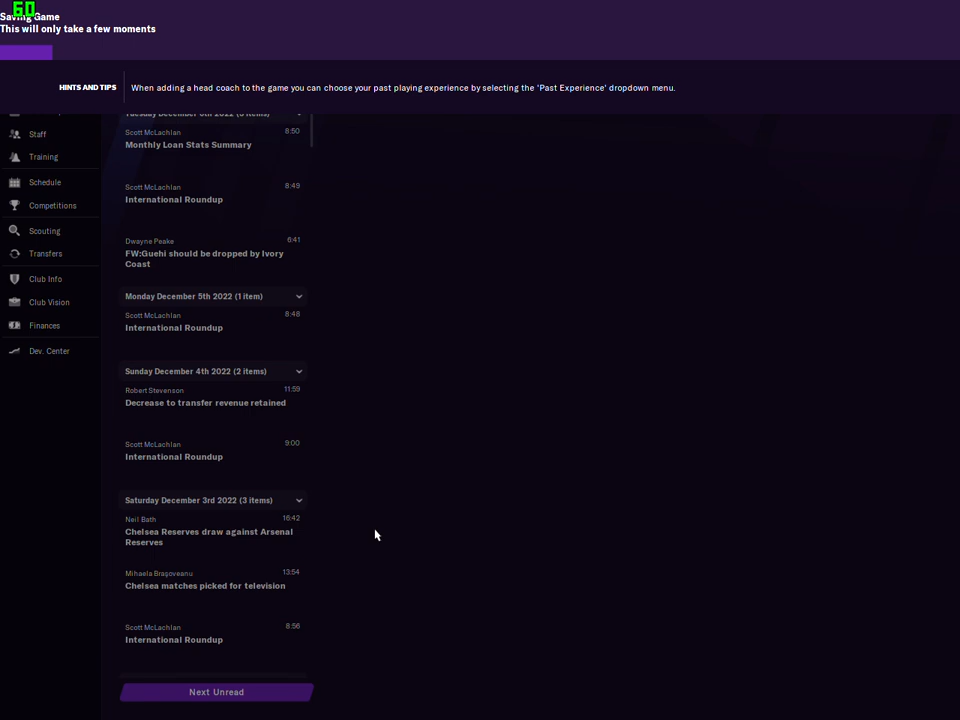 60
Saving Game
This will only take a few moments
HINTS AND TIPS
When adding a head coach to the game you can choose your past playing experience by selecting the 'Past Experience' dropdown menu.
Staff
Training
Schedule
Competitions
Scouting
Transfers
Club Info
Club Vision
Finances
Dev. Center
Scott McLachlan 8:50
Monthly Loan Stats Summary
Scott McLachlan 8:49
International Roundup
Dwayne Peake 6:41
FW:Guehi should be dropped by Ivory
Coast
Monday December 5th 2022 (1 item)
Scott McLachlan 8:48
International Roundup
Sunday December 4th 2022 (2 items)
Robert Stevenson 11:59
Decrease to transfer revenue retained
Scott McLachlan 9:00
International Roundup
Saturday December 3rd 2022 (3 items)
Neil Bath 16:42
Chelsea Reserves draw against Arsenal
Reserves
Mihaela Brașoveanu 13:54
Chelsea matches picked for television
Scott McLachlan 8:56
International Roundup
Next Unread